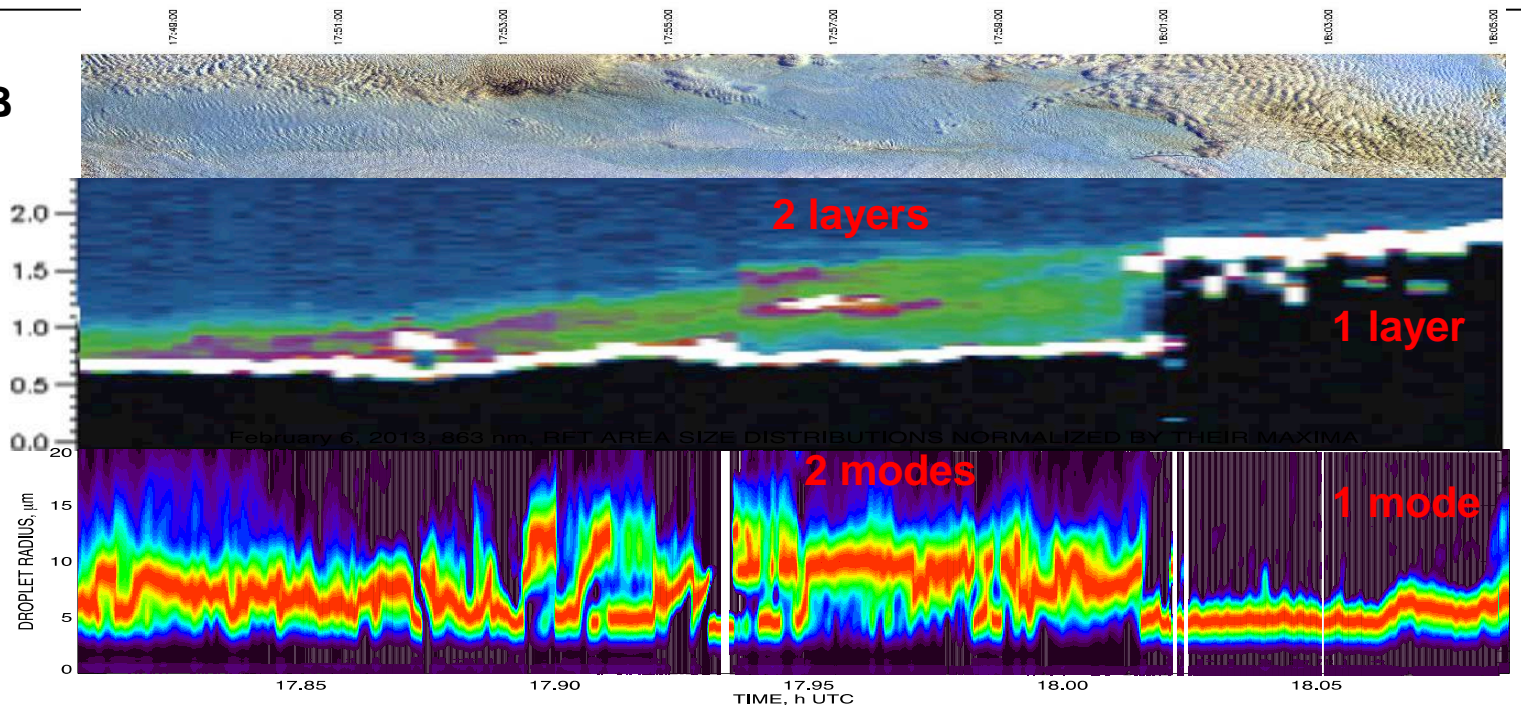 17:49:00 17:51:00 17:53:00 17:55:00 17:57:00 17:59:00 18:01:00 18:03:00 18:05:00
2 layers
2.0
1.5
1.0
1 layer
0.5
0.0
February 6, 2013, 863 nm, RFT AREA SIZE DISTRIBUTIONS NORMALIZED BY THEIR MAXIMA
20
2 modes
15
1 mode
10
5
0
DROPLET RADIUS, μm
17.85 17.90 17.95 18.00 18.05
TIME, h UTC